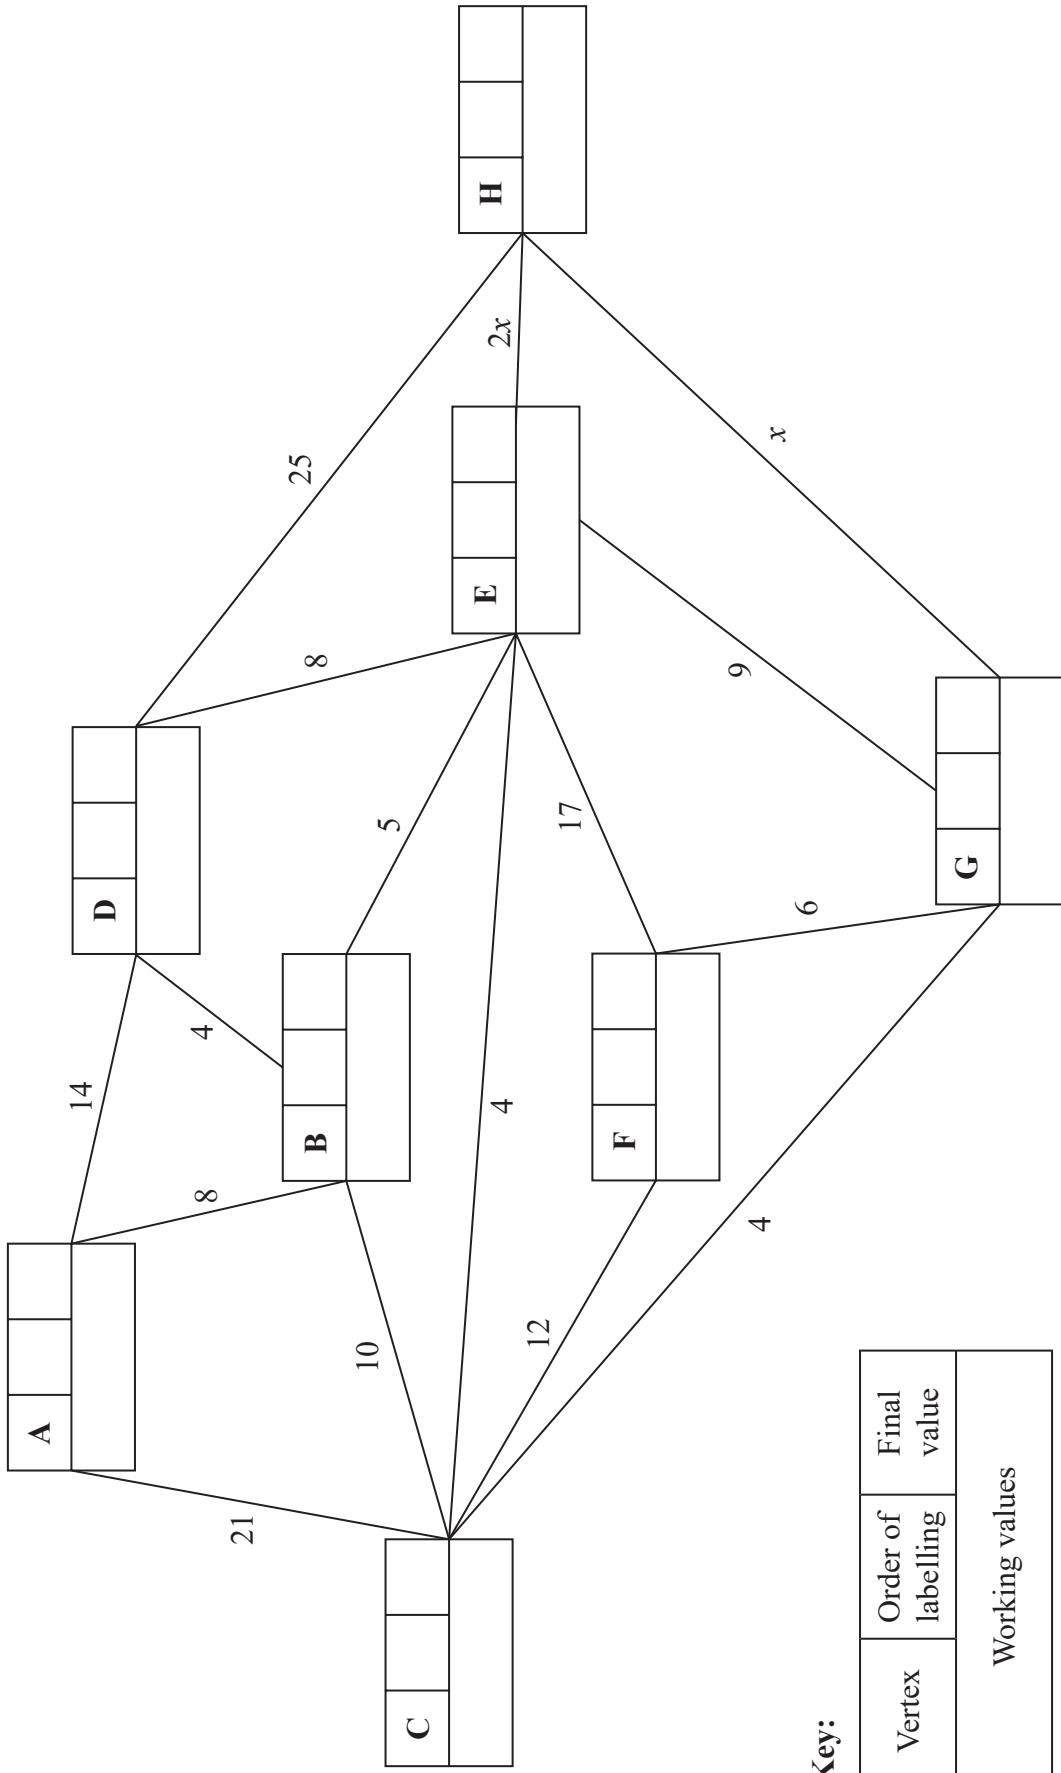 A
14
D
8
4
21
25
B
8
10
5
C
E
H
2x
4
12
17
F
9
4
x
6
G
Key:
Vertex
Order of
labelling
Final
value
Working values